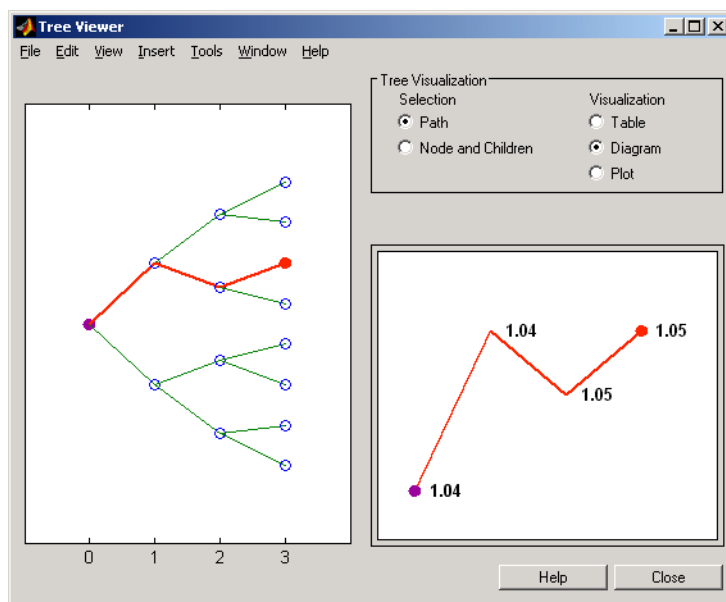 Tree Viewer
File Edit View Insert Tools Window Help
Tree Visualization
Selection Visualization
Path Table
Node and Children Diagram
Plot
1.04 1.05
1.05
1.04
0 1 2 3
Help Close